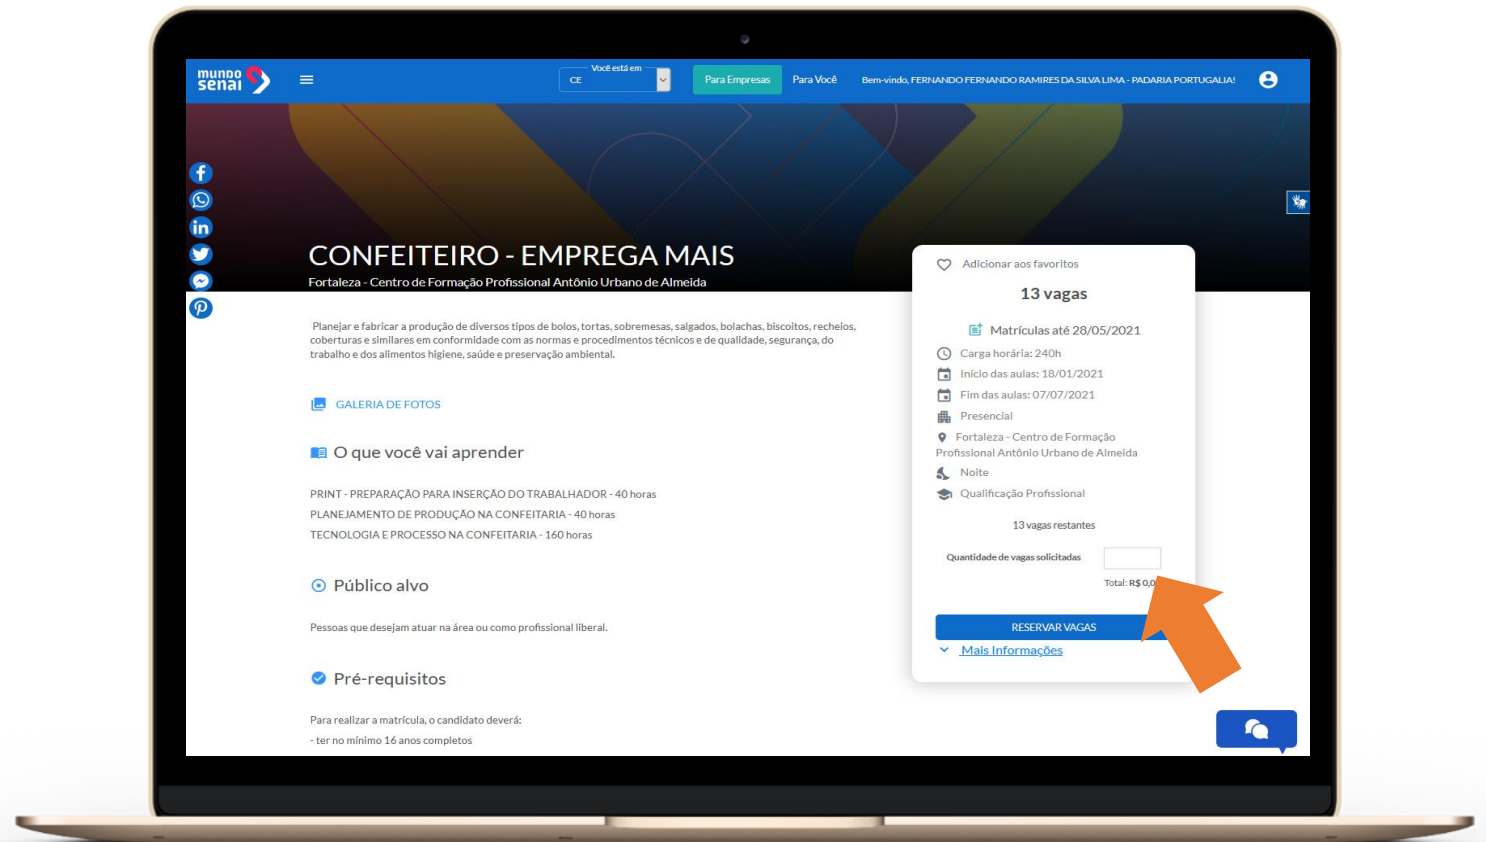 mundo
senai
Você está em
CE
Para Empresas
Para Você
Bem-vindo, FERNANDO FERNANDO RAMIRES DA SILVA LIMA - PADARIA PORTUGALIA!
CONFEITEIRO - EMPREGA MAIS
Fortaleza - Centro de Formação Profissional Antônio Urbano de Almeida
Planejar e fabricar a produção de diversos tipos de bolos, tortas, sobremesas, salgados, bolachas, biscoitos, recheios,
coberturas e similares em conformidade com as normas e procedimentos técnicos e de qualidade, segurança, do
trabalho e dos alimentos higiene, saúde e preservação ambiental.
GALERIA DE FOTOS
O que você vai aprender
PRINT - PREPARAÇÃO PARA INSERÇÃO DO TRABALHADOR - 40 horas
PLANEJAMENTO DE PRODUÇÃO NA CONFEITARIA - 40 horas
TECNOLOGIA E PROCESSO NA CONFEITARIA - 160 horas
Público alvo
Pessoas que desejam atuar na área ou como profissional liberal.
Pré-requisitos
Para realizar a matrícula, o candidato deverá:
- ter no mínimo 16 anos completos
Adicionar aos favoritos
13 vagas
Matrículas até 28/05/2021
Carga horária: 240h
Início das aulas: 18/01/2021
Fim das aulas: 07/07/2021
Presencial
Fortaleza - Centro de Formação
Profissional Antônio Urbano de Almeida
Noite
Qualificação Profissional
13 vagas restantes
Quantidade de vagas solicitadas
Total: R$ 0,0
RESERVAR VAGAS
Mais Informações